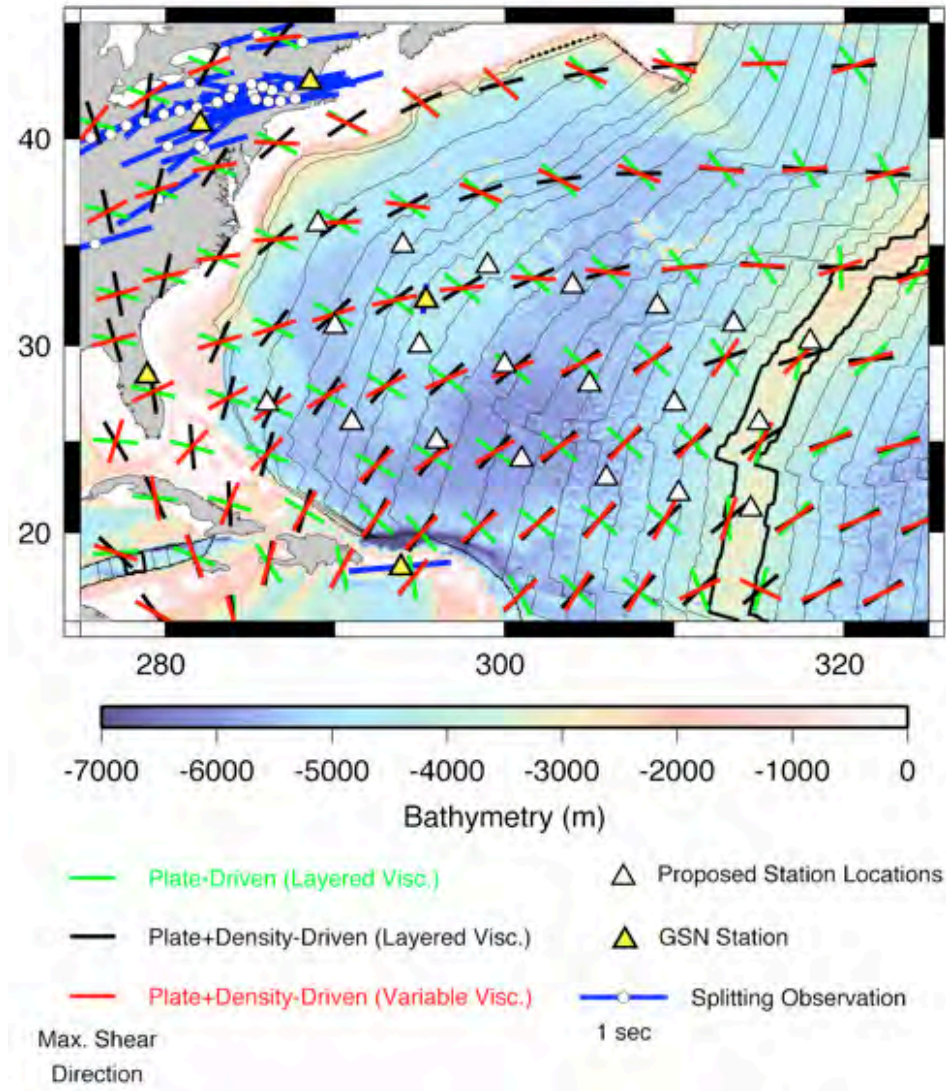 40
30
20
280 300 320
-7000 -6000 -5000 -4000 -3000 -2000 -1000 0
Bathymetry (m)
Plate-Driven (Layered Visc.)
Proposed Station Locations
Plate+Density-Driven (Layered Visc.)
GSN Station
Plate+Density-Driven (Variable Visc.)
Splitting Observation
1 sec
Max. Shear
Direction